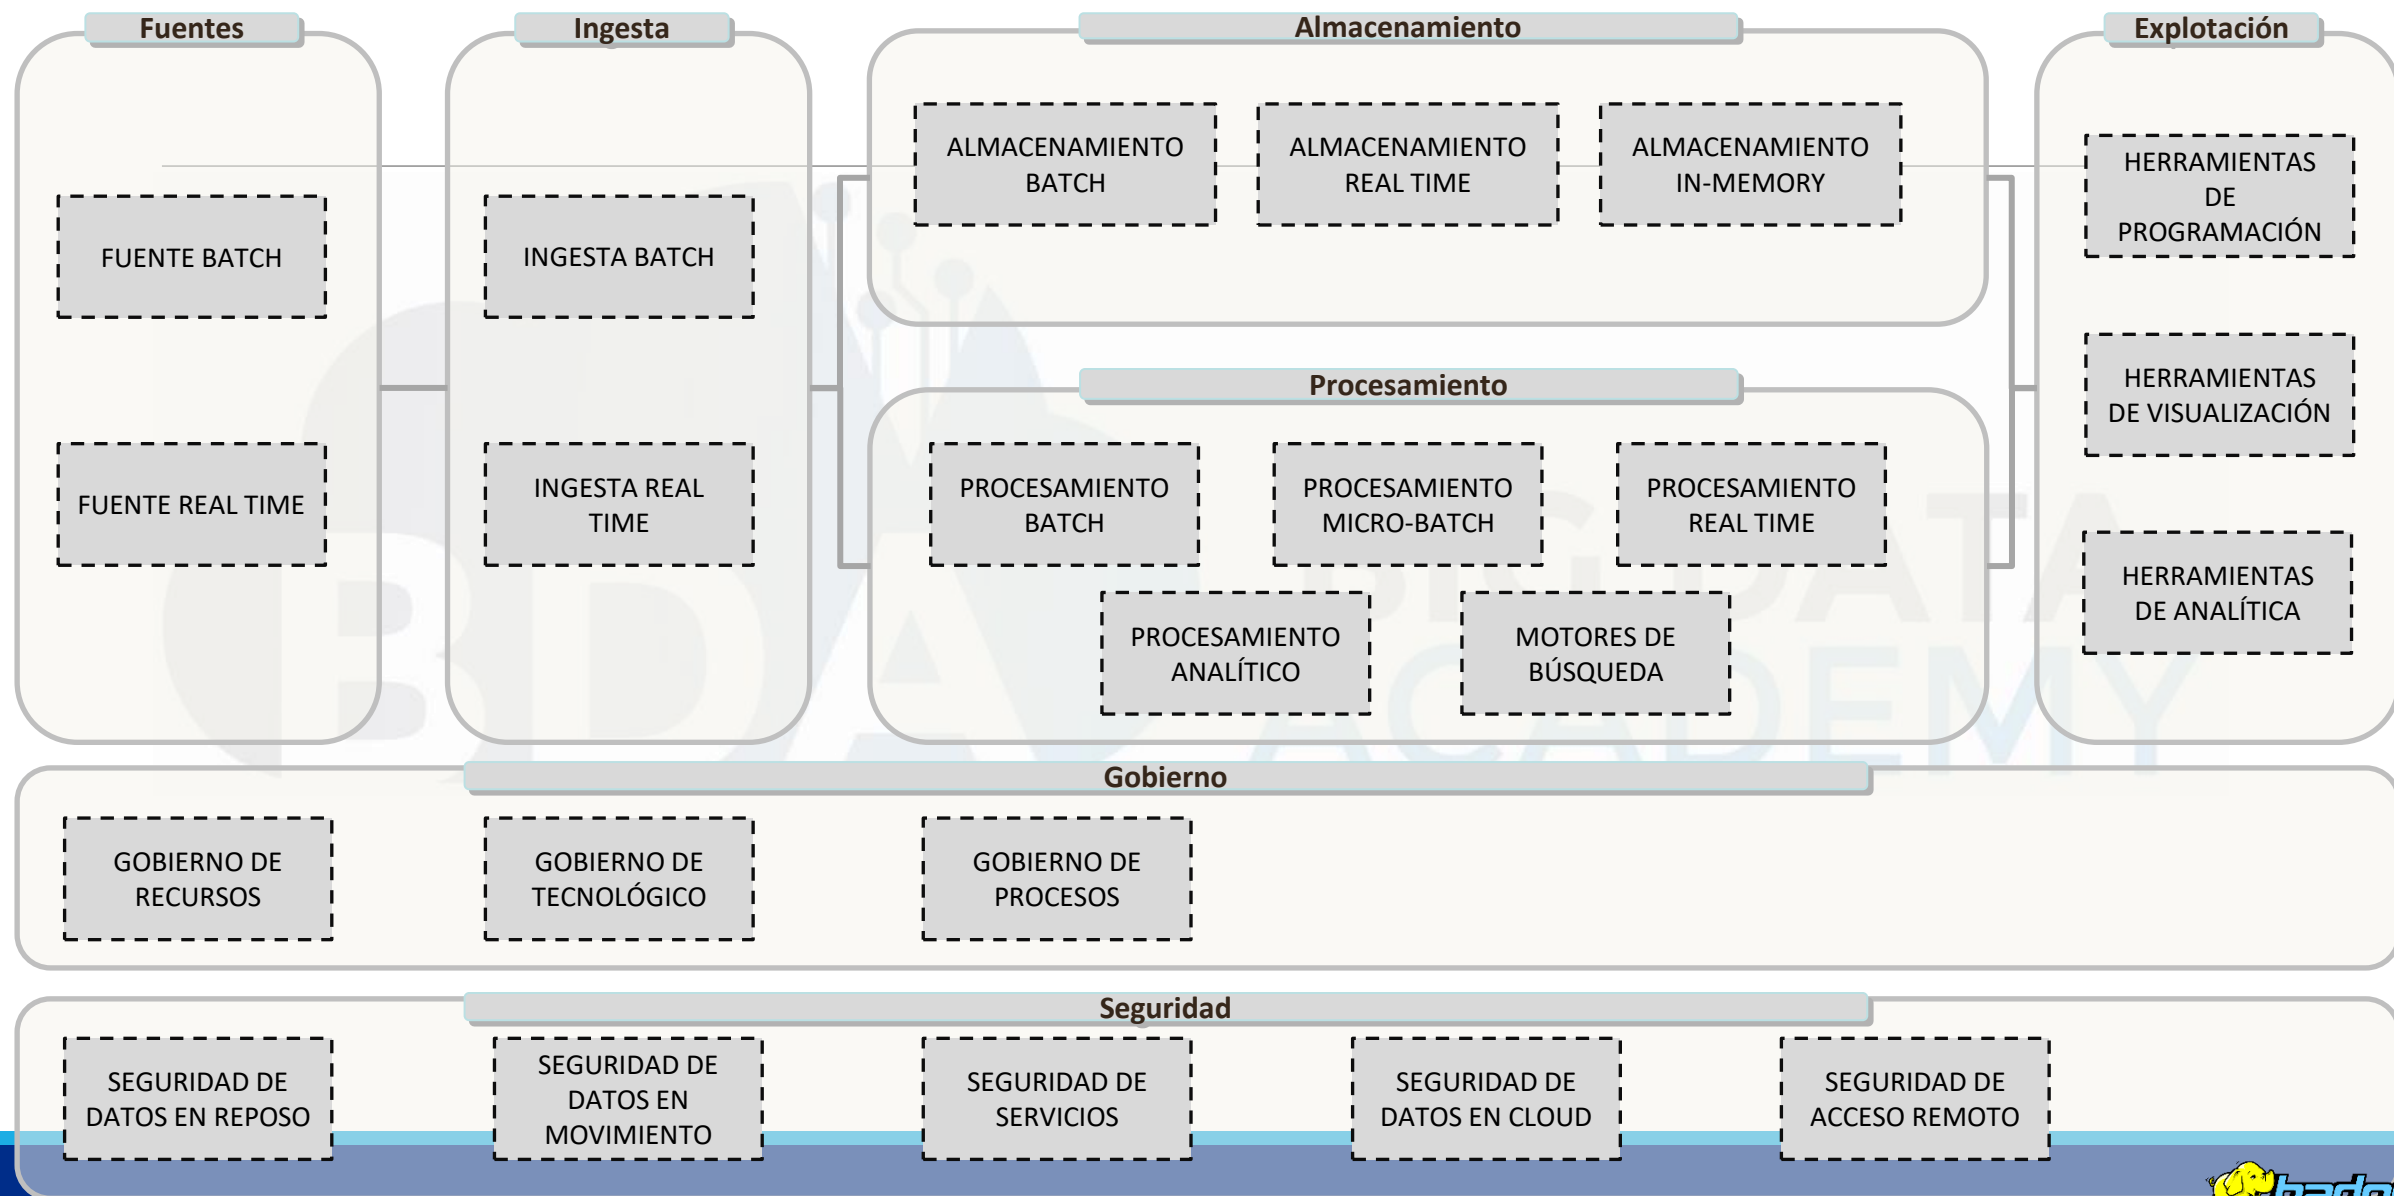 Fuentes
Ingesta
Almacenamiento
Explotación
FUENTE BATCH
FUENTE REAL TIME
INGESTA BATCH
INGESTA REAL
TIME
ALMACENAMIENTO
BATCH
ALMACENAMIENTO
REAL TIME
ALMACENAMIENTO
IN-MEMORY
Procesamiento
PROCESAMIENTO
BATCH
PROCESAMIENTO
MICRO-BATCH
PROCESAMIENTO
REAL TIME
PROCESAMIENTO
ANALÍTICO
MOTORES DE
BÚSQUEDA
HERRAMIENTAS
DE
PROGRAMACIÓN
HERRAMIENTAS
DE VISUALIZACIÓN
HERRAMIENTAS
DE ANALÍTICA
BDA
BIG DATA
ACADEMY
Gobierno
GOBIERNO DE
RECURSOS
GOBIERNO DE
TECNOLÓGICO
GOBIERNO DE
PROCESOS
Seguridad
SEGURIDAD DE
DATOS EN REPOSO
SEGURIDAD DE
DATOS EN
MOVIMIENTO
SEGURIDAD DE
SERVICIOS
SEGURIDAD DE
DATOS EN CLOUD
SEGURIDAD DE
ACCESO REMOTO